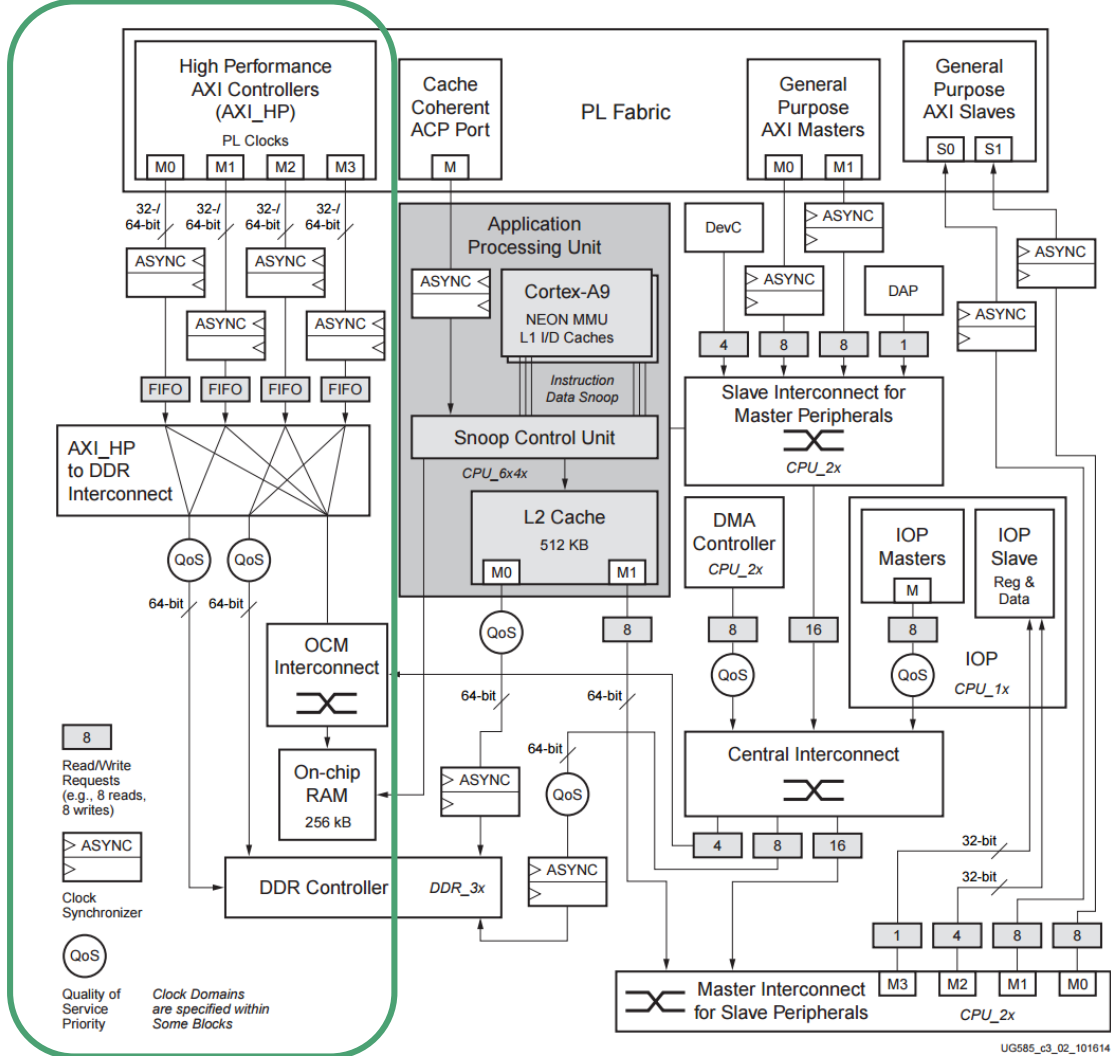 High Performance
AXI Controllers
(AXI_HP)
PL Clocks
M0
M1
M2
M3
Cache
Coherent
ACP Port
M
PL Fabric
General
Purpose
AXI Masters
M0
M1
General
Purpose
AXI Slaves
S0
S1
32-/
64-bit
32-/
64-bit
32-/
64-bit
32-/
64-bit
ASYNC
ASYNC
ASYNC
ASYNC
FIFO
FIFO
FIFO
FIFO
AXI_HP
to DDR
Interconnect
QoS
QoS
64-bit
64-bit
Application
Processing Unit
ASYNC
Cortex-A9
NEON MMU
L1 I/D Caches
Instruction
Data Snoop
Snoop Control Unit
CPU_6x4x
L2 Cache
512 KB
M0
M1
DevC
ASYNC
ASYNC
DAP
ASYNC
ASYNC
4
8
8
1
Slave Interconnect for
Master Peripherals
CPU_2x
DMA
Controller
CPU_2x
IOP
Masters
M
IOP
Slave
Reg &
Data
QoS
8
8
16
8
QoS
QoS
IOP
CPU_1x
OCM
Interconnect
64-bit
64-bit
64-bit
Central Interconnect
On-chip
RAM
256 kB
ASYNC
QoS
4
8
16
ASYNC
DDR Controller
DDR_3x
32-bit
32-bit
1
4
8
8
M3
M2
M1
M0
Master Interconnect
for Slave Peripherals
CPU_2x
8
Read/Write
Requests
(e.g., 8 reads,
8 writes)
ASYNC
Clock
Synchronizer
QoS
Quality of
Service
Priority
Clock Domains
are specified within
Some Blocks
UG585_c3_02_101614